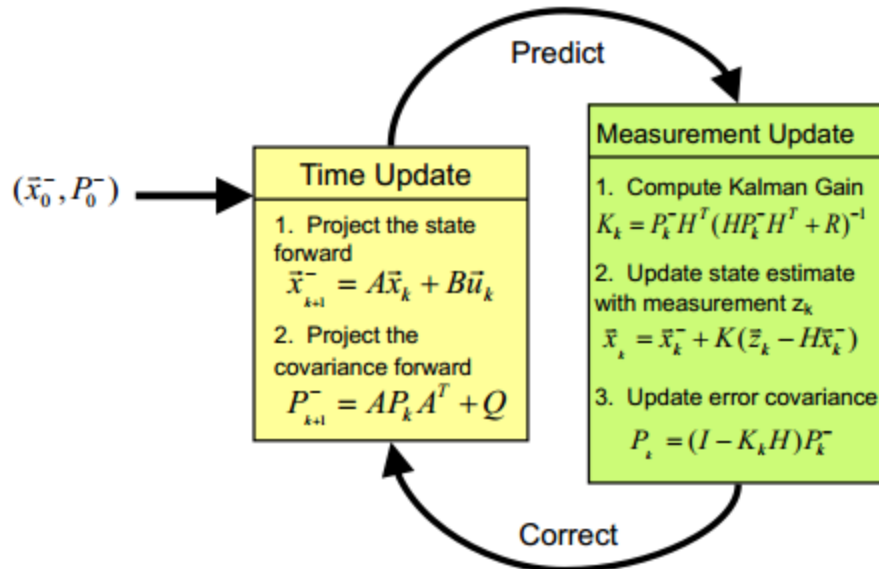 Predict
(x⃗₀⁻, P₀⁻)
Time Update
1. Project the state
forward
x⃗⁻ₖ₊₁ = Ax⃗ₖ + Bu⃗ₖ
2. Project the
covariance forward
P⁻ₖ₊₁ = APₖAᵀ + Q
Measurement Update
1. Compute Kalman Gain
Kₖ = Pₖ⁻Hᵀ(HPₖ⁻Hᵀ + R)⁻¹
2. Update state estimate
with measurement zₖ
x⃗ₖ = x⃗ₖ⁻ + K(z⃗ₖ − Hx⃗ₖ⁻)
3. Update error covariance
Pₖ = (I − KₖH)Pₖ⁻
Correct